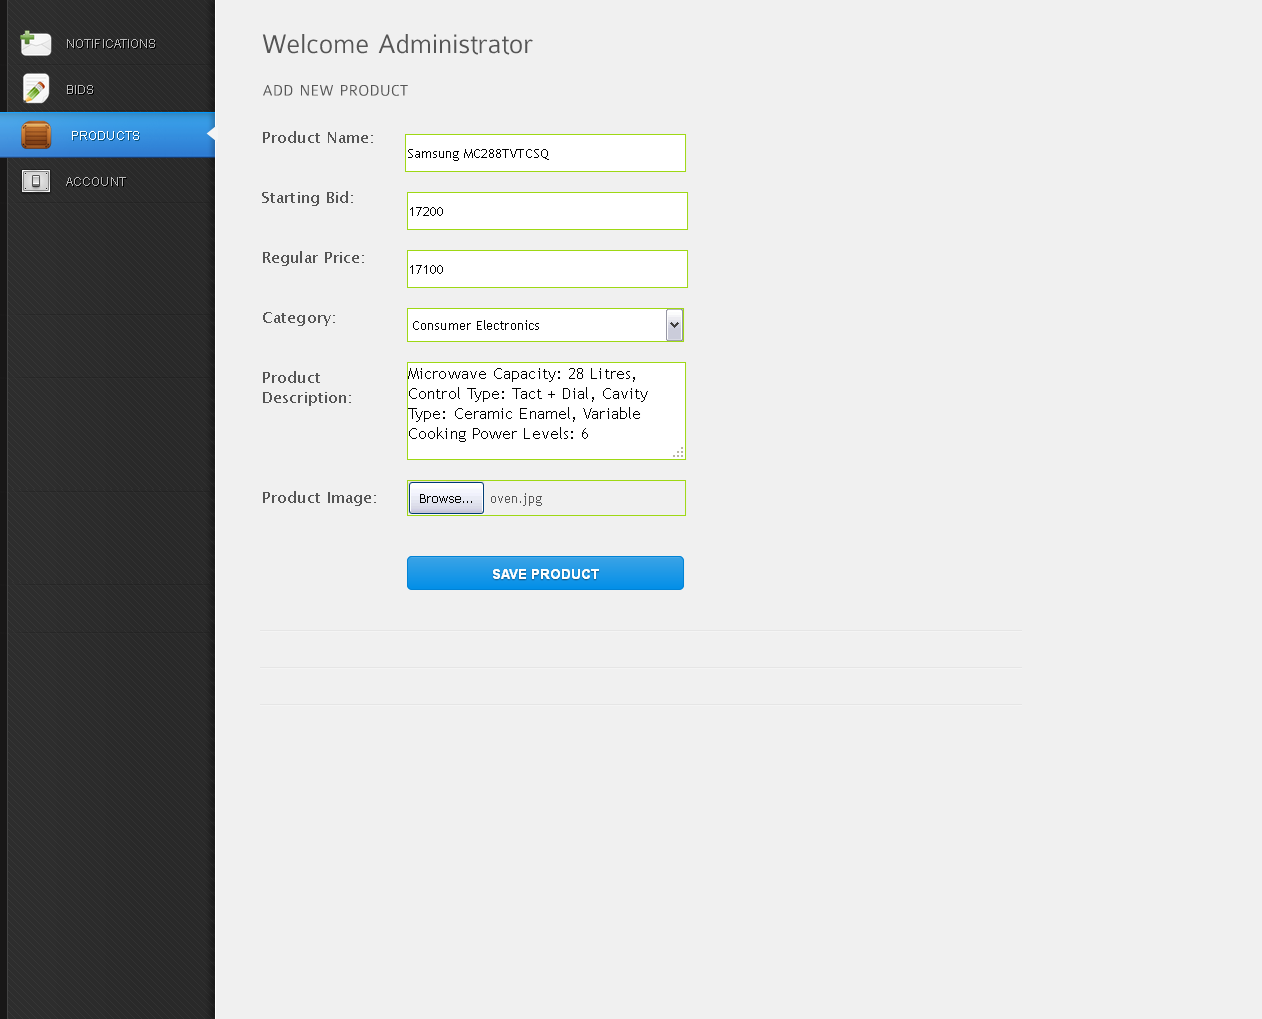 NOTIFICATIONS
BIDS
PRODUCTS
ACCOUNT
Welcome Administrator
ADD NEW PRODUCT
Product Name:
Samsung MC288TVTCSQ
Starting Bid:
17200
Regular Price:
17100
Category:
Consumer Electronics
Product
Description:
Microwave Capacity: 28 Litres,
Control Type: Tact + Dial, Cavity
Type: Ceramic Enamel, Variable
Cooking Power Levels: 6
Product Image:
Browse... oven.jpg
SAVE PRODUCT